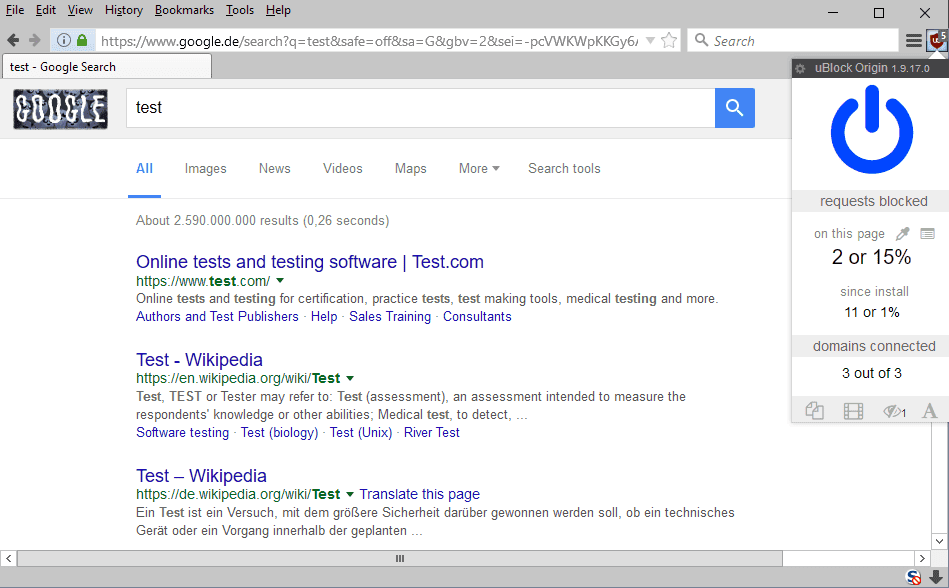 File Edit View History Bookmarks Tools Help
https://www.google.de/search?q=test&safe=off&sa=G&gbv=2&sei=-pcVWKWpKKGy6A
Search
5
test - Google Search
uBlock Origin 1.9.17.0
GOOGLE
test
All Images News Videos Maps More Search tools
requests blocked
on this page
2 or 15%
since install
11 or 1%
domains connected
3 out of 3
1 A
About 2.590.000.000 results (0,26 seconds)
Online tests and testing software | Test.com
https://www.test.com/
Online tests and testing for certification, practice tests, test making tools, medical testing and more.
Authors and Test Publishers · Help · Sales Training · Consultants
Test - Wikipedia
https://en.wikipedia.org/wiki/Test
Test, TEST or Tester may refer to: Test (assessment), an assessment intended to measure the
respondents' knowledge or other abilities; Medical test, to detect, ...
Software testing · Test (biology) · Test (Unix) · River Test
Test – Wikipedia
https://de.wikipedia.org/wiki/Test Translate this page
Ein Test ist ein Versuch, mit dem größere Sicherheit darüber gewonnen werden soll, ob ein technisches
Gerät oder ein Vorgang innerhalb der geplanten ...
S